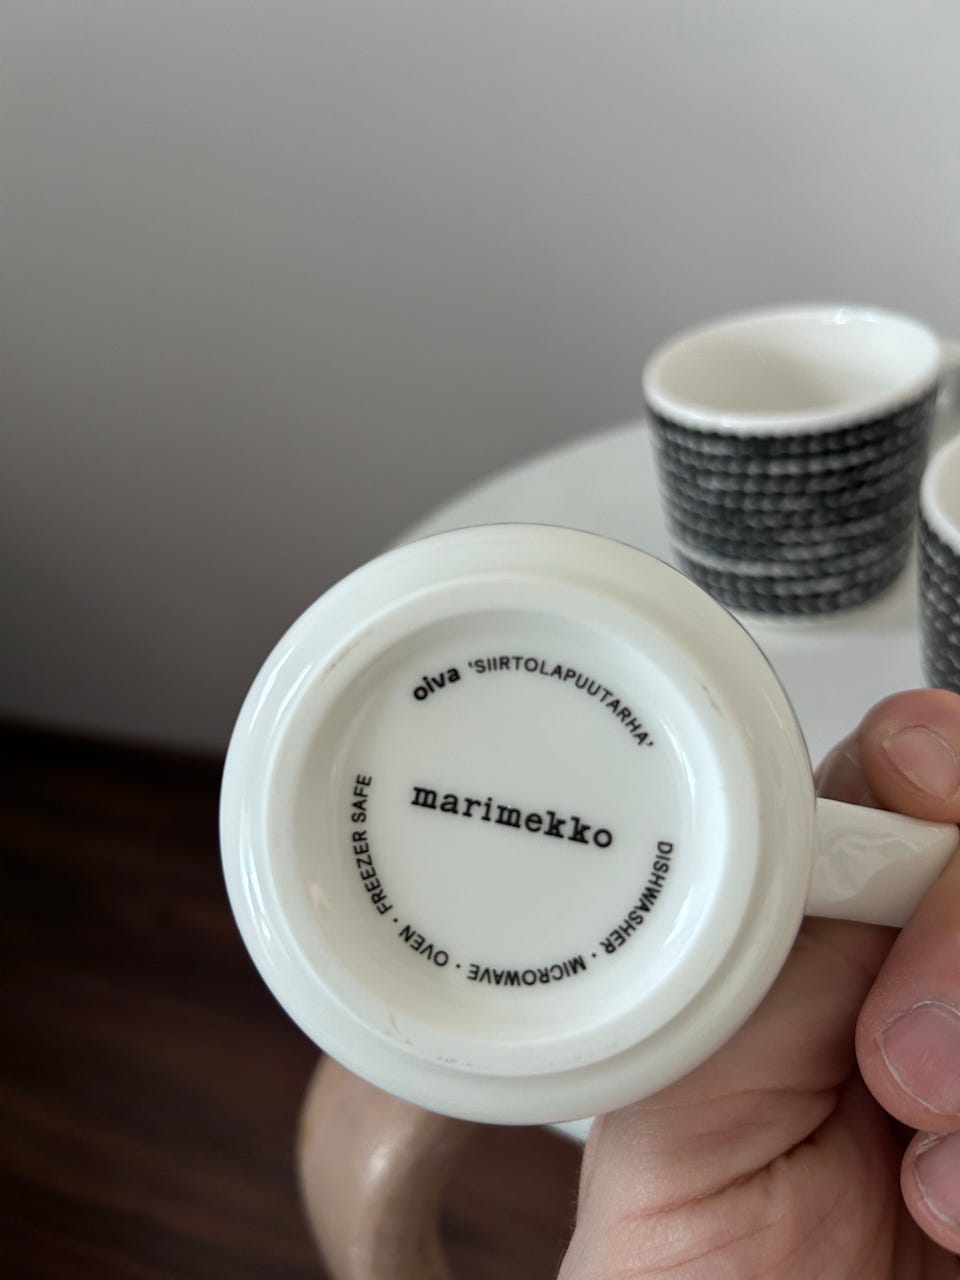 oiva 'SIIRTOLAPUUTARHA'
marimekko
DISHWASHER · MICROWAVE · OVEN · FREEZER SAFE